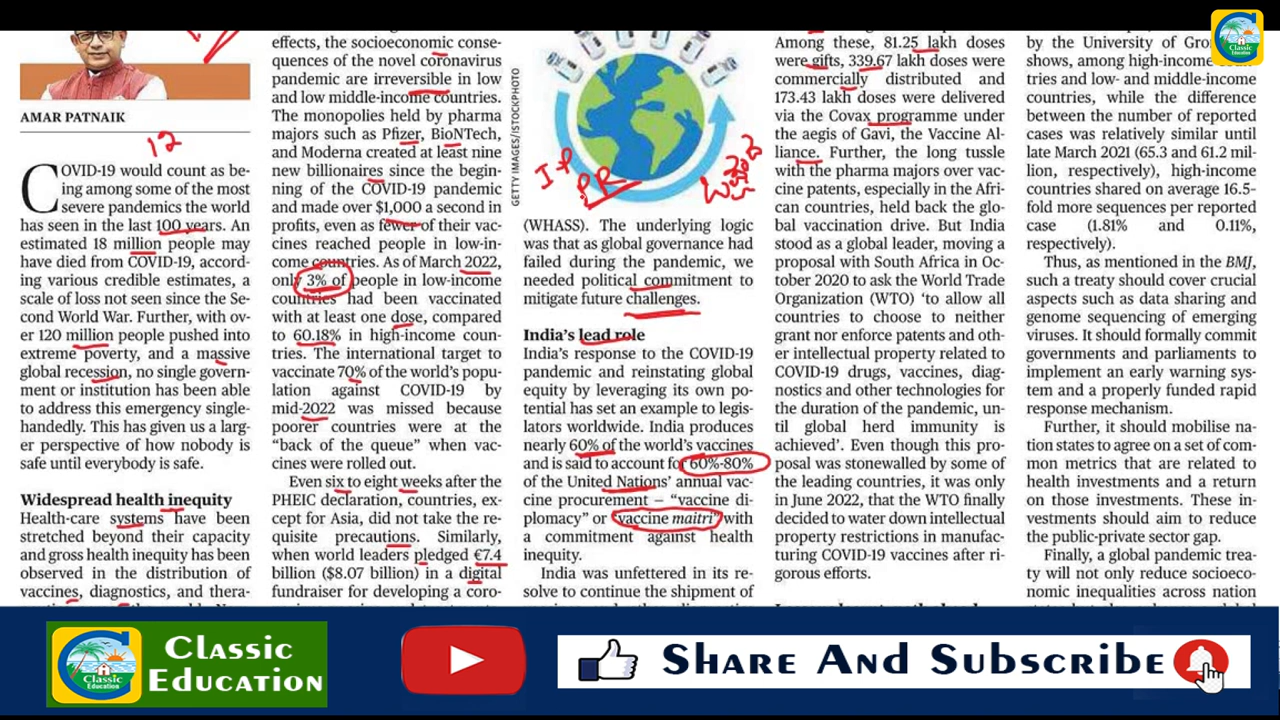 AMAR PATNAIK
12
COVID-19 would count as be-
ing among some of the most
severe pandemics the world
has seen in the last 100 years. An
estimated 18 million people may
have died from COVID-19, accord-
ing various credible estimates, a
scale of loss not seen since the Se-
cond World War. Further, with ov-
er 120 million people pushed into
extreme poverty, and a massive
global recession, no single govern-
ment or institution has been able
to address this emergency single-
handedly. This has given us a larg-
er perspective of how nobody is
safe until everybody is safe.
Widespread health inequity
Health-care systems have been
stretched beyond their capacity
and gross health inequity has been
observed in the distribution of
vaccines, diagnostics, and thera-
effects, the socioeconomic conse-
quences of the novel coronavirus
pandemic are irreversible in low
and low middle-income countries.
The monopolies held by pharma
majors such as Pfizer, BioNTech,
and Moderna created at least nine
new billionaires since the begin-
ning of the COVID-19 pandemic
and made over $1,000 a second in
profits, even as fewer of their vac-
cines reached people in low-in-
come countries. As of March 2022,
only 3% of people in low-income
countries had been vaccinated
with at least one dose, compared
to 60.18% in high-income coun-
tries. The international target to
vaccinate 70% of the world's popu-
lation against COVID-19 by
mid-2022 was missed because
poorer countries were at the
"back of the queue" when vac-
cines were rolled out.
Even six to eight weeks after the
PHEIC declaration, countries, ex-
cept for Asia, did not take the re-
quisite precautions. Similarly,
when world leaders pledged €7.4
billion ($8.07 billion) in a digital
fundraiser for developing a coro-
GETTY IMAGES/ISTOCKPHOTO
I-P
PR
(WHASS). The underlying logic
was that as global governance had
failed during the pandemic, we
needed political commitment to
mitigate future challenges.
India's lead role
India's response to the COVID-19
pandemic and reinstating global
equity by leveraging its own po-
tential has set an example to legis-
lators worldwide. India produces
nearly 60% of the world's vaccines
and is said to account for 60%-80%
of the United Nations' annual vac-
cine procurement – "vaccine di-
plomacy" or "vaccine maitri" with
a commitment against health
inequity.
India was unfettered in its re-
solve to continue the shipment of
Among these, 81.25 lakh doses
were gifts, 339.67 lakh doses were
commercially distributed and
173.43 lakh doses were delivered
via the Covax programme under
the aegis of Gavi, the Vaccine Al-
liance. Further, the long tussle
with the pharma majors over vac-
cine patents, especially in the Afri-
can countries, held back the glo-
bal vaccination drive. But India
stood as a global leader, moving a
proposal with South Africa in Oc-
tober 2020 to ask the World Trade
Organization (WTO) 'to allow all
countries to choose to neither
grant nor enforce patents and oth-
er intellectual property related to
COVID-19 drugs, vaccines, diag-
nostics and other technologies for
the duration of the pandemic, un-
til global herd immunity is
achieved'. Even though this pro-
posal was stonewalled by some of
the leading countries, it was only
in June 2022, that the WTO finally
decided to water down intellectual
property restrictions in manufac-
turing COVID-19 vaccines after ri-
gorous efforts.
by the University of Gro
shows, among high-income coun-
tries and low- and middle-income
countries, while the difference
between the number of reported
cases was relatively similar until
late March 2021 (65.3 and 61.2 mil-
lion, respectively), high-income
countries shared on average 16.5-
fold more sequences per reported
case (1.81% and 0.11%,
respectively).
Thus, as mentioned in the BMJ,
such a treaty should cover crucial
aspects such as data sharing and
genome sequencing of emerging
viruses. It should formally commit
governments and parliaments to
implement an early warning sys-
tem and a properly funded rapid
response mechanism.
Further, it should mobilise na-
tion states to agree on a set of com-
mon metrics that are related to
health investments and a return
on those investments. These in-
vestments should aim to reduce
the public-private sector gap.
Finally, a global pandemic trea-
ty will not only reduce socioeco-
nomic inequalities across nation
Classic
Education
Classic
Education
Classic
Education
Share And Subscribe